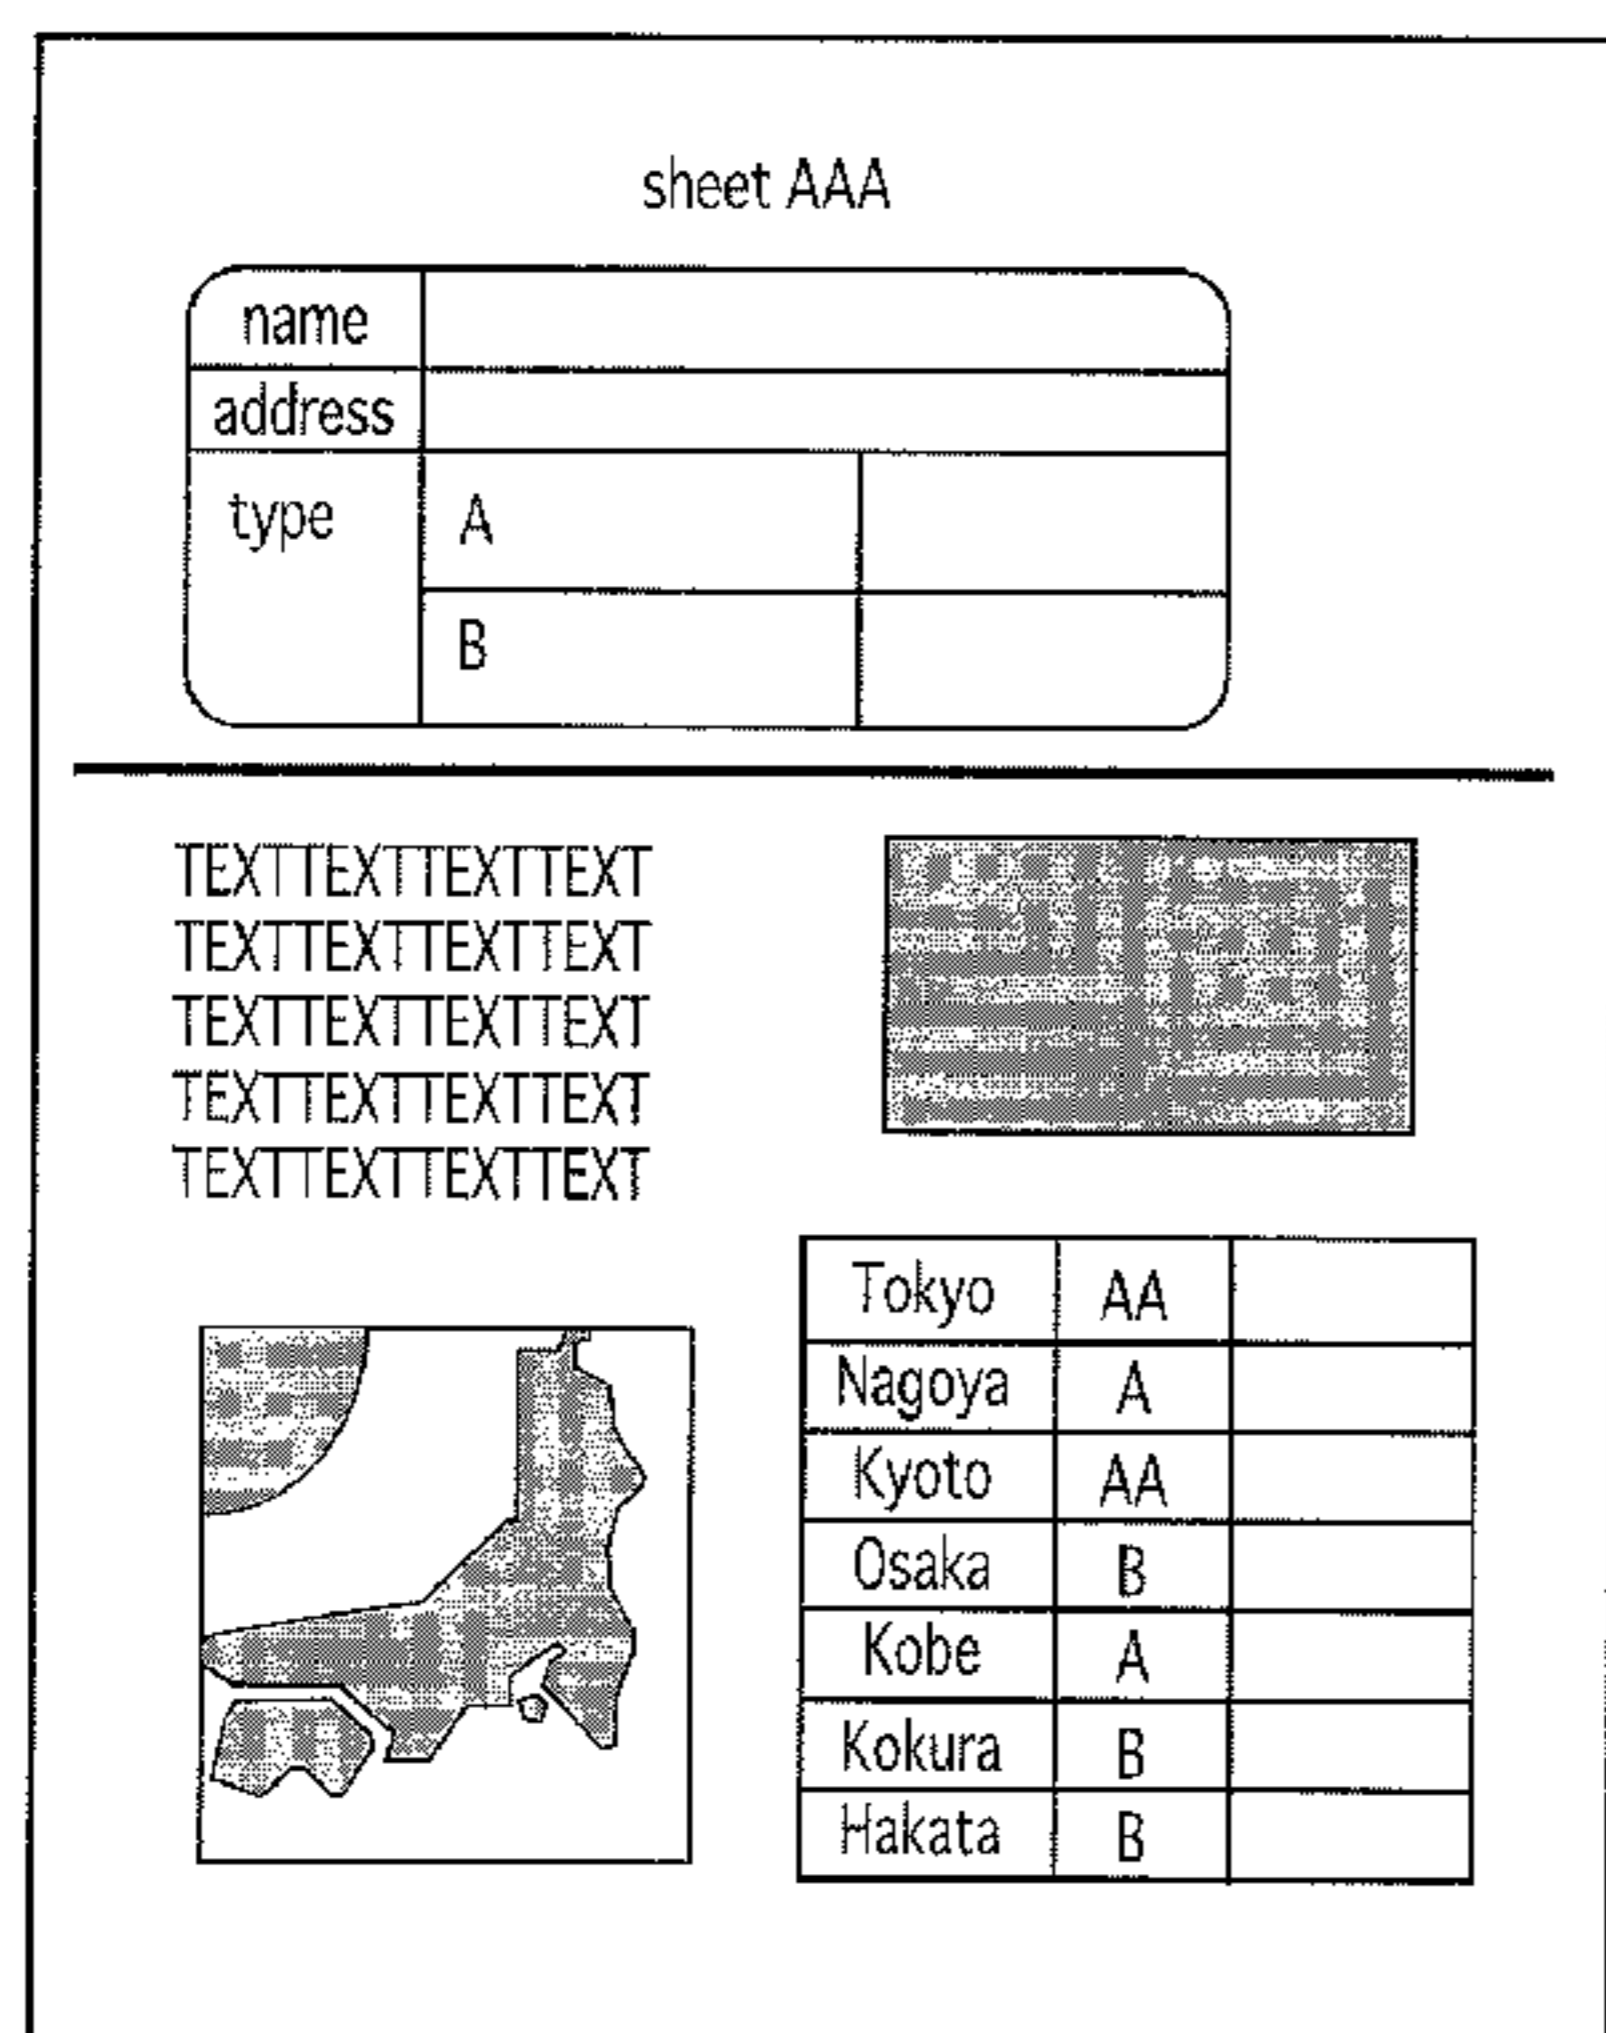 sheet AAA
name
address
type A
B
TEXTTEXTTEXTTEXT
TEXTTEXTTEXTTEXT
TEXTTEXTTEXTTEXT
TEXTTEXTTEXTTEXT
TEXTTEXTTEXTTEXT
Tokyo AA
Nagoya A
Kyoto AA
Osaka B
Kobe A
Kokura B
Hakata B